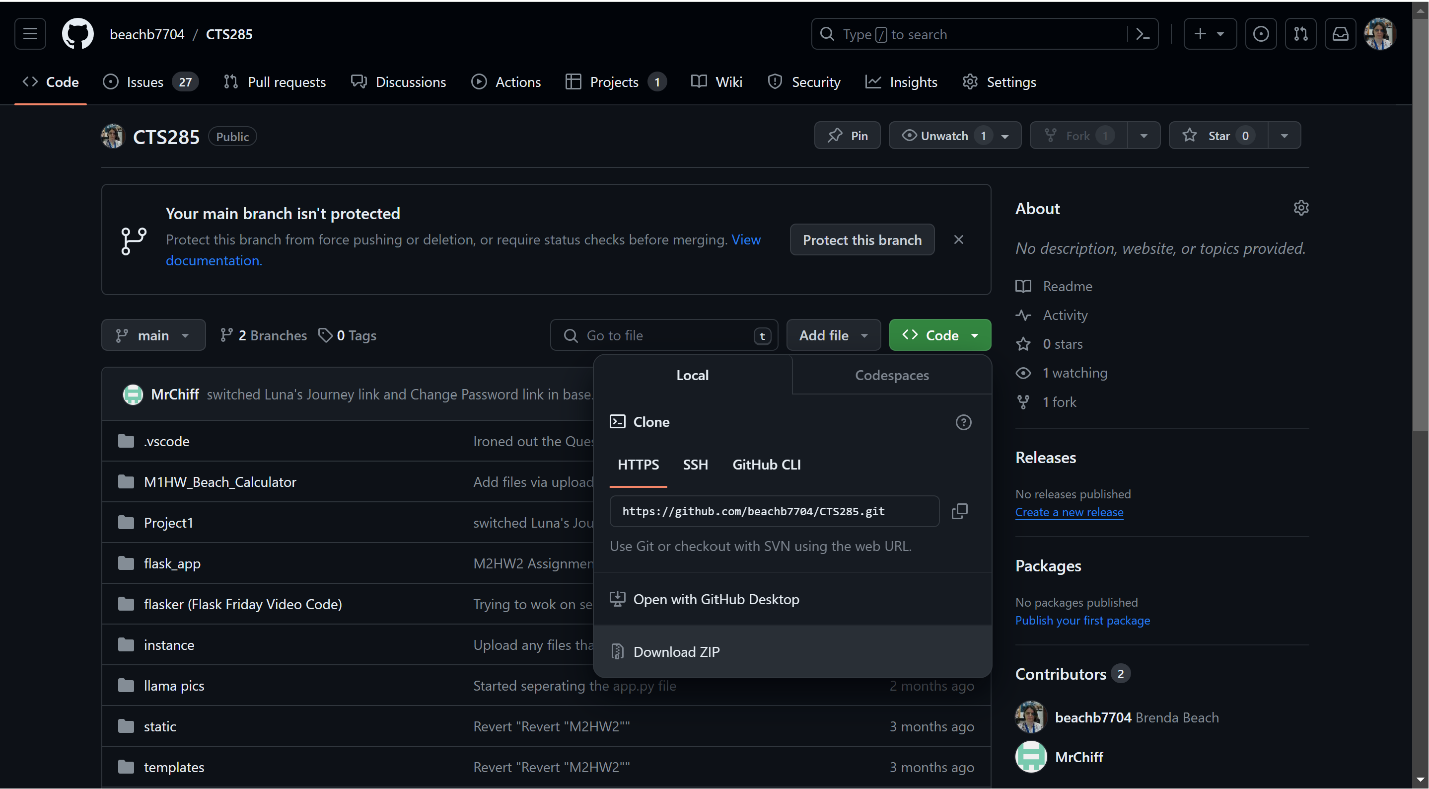 beachb7704 / CTS285
Type / to search
Code
Issues 27
Pull requests
Discussions
Actions
Projects 1
Wiki
Security
Insights
Settings
CTS285 Public
Pin
Unwatch 1
Fork 1
Star 0
Your main branch isn't protected
Protect this branch from force pushing or deletion, or require status checks before merging. View
documentation.
Protect this branch
main
2 Branches
0 Tags
Go to file t
Add file
Code
Local
Codespaces
Clone
HTTPS SSH GitHub CLI
https://github.com/beachb7704/CTS285.git
Use Git or checkout with SVN using the web URL.
Open with GitHub Desktop
Download ZIP
MrChiff switched Luna's Journey link and Change Password link in base.
.vscode Ironed out the Ques
M1HW_Beach_Calculator Add files via upload
Project1 switched Luna's Jou
flask_app M2HW2 Assignmen
flasker (Flask Friday Video Code) Trying to wok on se
instance Upload any files tha
llama pics Started seperating the app.py file 2 months ago
static Revert "Revert "M2HW2"" 3 months ago
templates Revert "Revert "M2HW2"" 3 months ago
About
No description, website, or topics provided.
Readme
Activity
0 stars
1 watching
1 fork
Releases
No releases published
Create a new release
Packages
No packages published
Publish your first package
Contributors 2
beachb7704 Brenda Beach
MrChiff